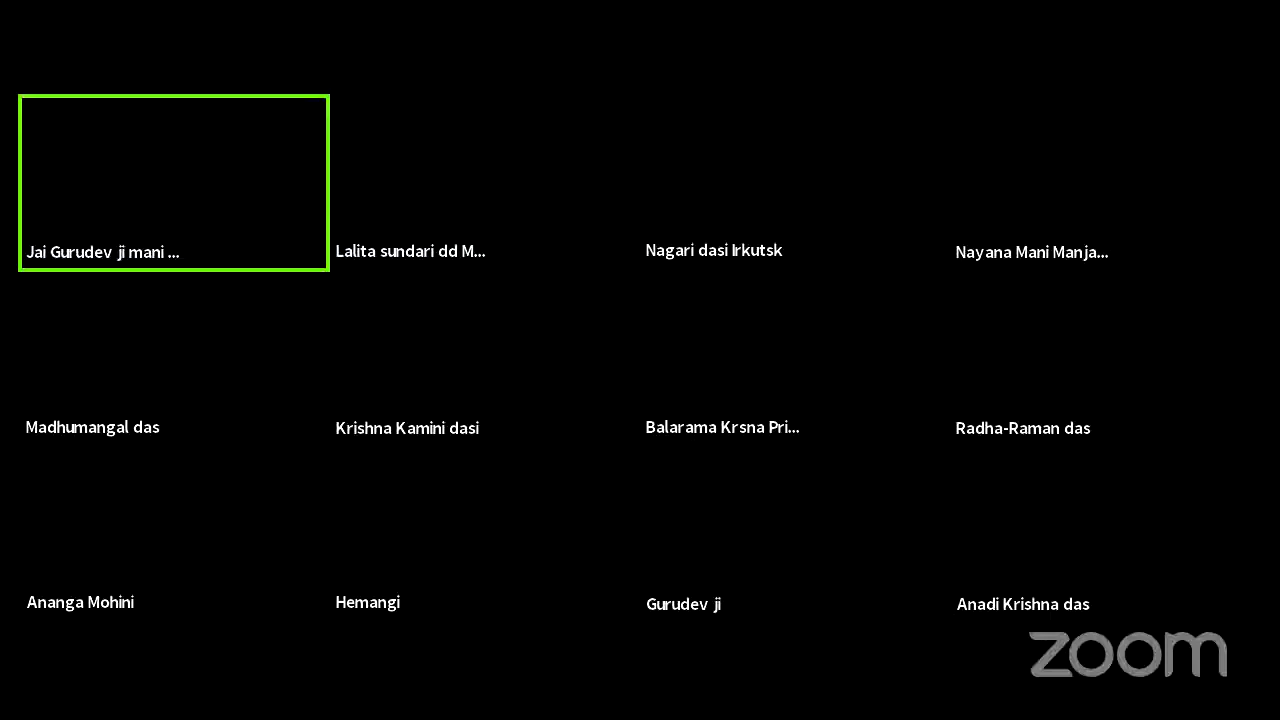 Jai Gurudev ji mani ...
Lalita sundari dd M...
Nagari dasi Irkutsk
Nayana Mani Manja...
Madhumangal das
Krishna Kamini dasi
Balarama Krsna Pri...
Radha-Raman das
Ananga Mohini
Hemangi
Gurudev ji
Anadi Krishna das
zoom